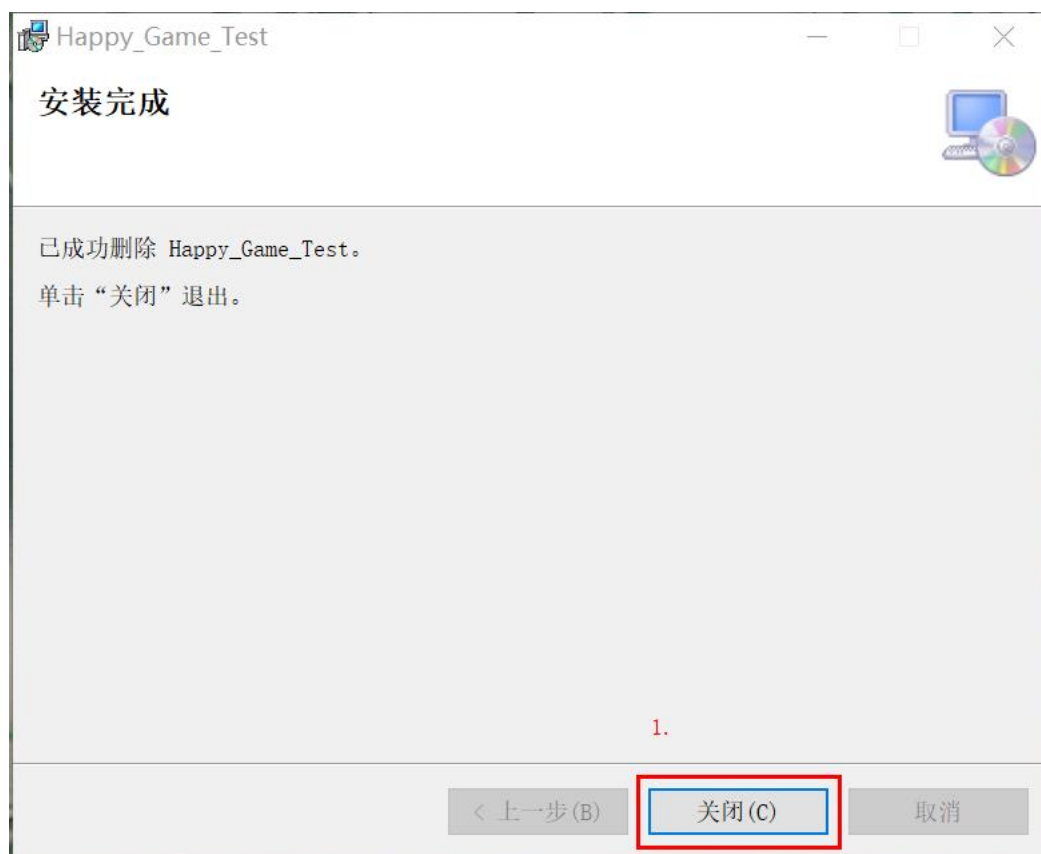 Happy_Game_Test
安装完成
已成功删除 Happy_Game_Test。
单击“关闭”退出。
1.
< 上一步(B)
关闭(C)
取消